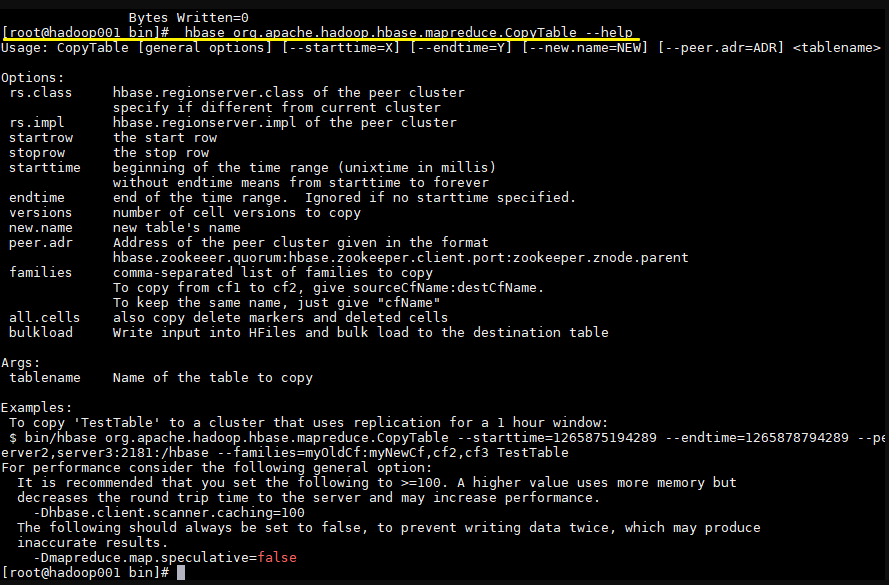 Bytes Written=0
[root@hadoop001 bin]#  hbase org.apache.hadoop.hbase.mapreduce.CopyTable --help
Usage: CopyTable [general options] [--starttime=X] [--endtime=Y] [--new.name=NEW] [--peer.adr=ADR] <tablename>
Options:
rs.class     hbase.regionserver.class of the peer cluster
specify if different from current cluster
rs.impl      hbase.regionserver.impl of the peer cluster
startrow     the start row
stoprow      the stop row
starttime    beginning of the time range (unixtime in millis)
without endtime means from starttime to forever
endtime      end of the time range.  Ignored if no starttime specified.
versions     number of cell versions to copy
new.name     new table's name
peer.adr     Address of the peer cluster given in the format
hbase.zookeeer.quorum:hbase.zookeeper.client.port:zookeeper.znode.parent
families     comma-separated list of families to copy
To copy from cf1 to cf2, give sourceCfName:destCfName.
To keep the same name, just give "cfName"
all.cells    also copy delete markers and deleted cells
bulkload     Write input into HFiles and bulk load to the destination table
Args:
tablename    Name of the table to copy
Examples:
To copy 'TestTable' to a cluster that uses replication for a 1 hour window:
$ bin/hbase org.apache.hadoop.hbase.mapreduce.CopyTable --starttime=1265875194289 --endtime=1265878794289 --pe
erver2,server3:2181:/hbase --families=myOldCf:myNewCf,cf2,cf3 TestTable
For performance consider the following general option:
It is recommended that you set the following to >=100. A higher value uses more memory but
decreases the round trip time to the server and may increase performance.
-Dhbase.client.scanner.caching=100
The following should always be set to false, to prevent writing data twice, which may produce
inaccurate results.
-Dmapreduce.map.speculative=false
[root@hadoop001 bin]#